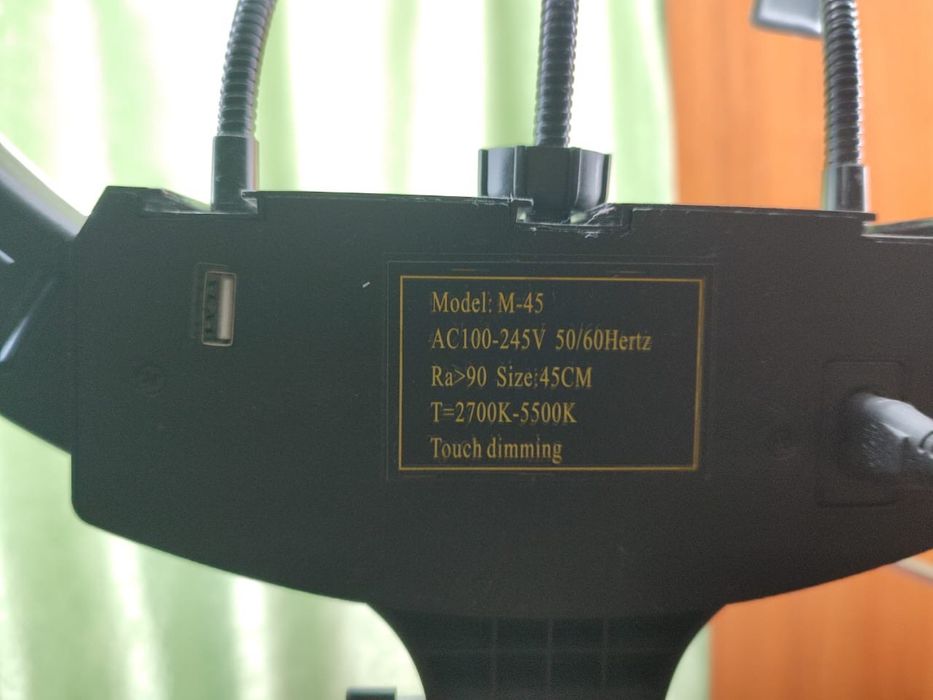 Model: M-45
AC100-245V 50/60Hertz
Ra>90 Size:45CM
T=2700K-5500K
Touch dimming